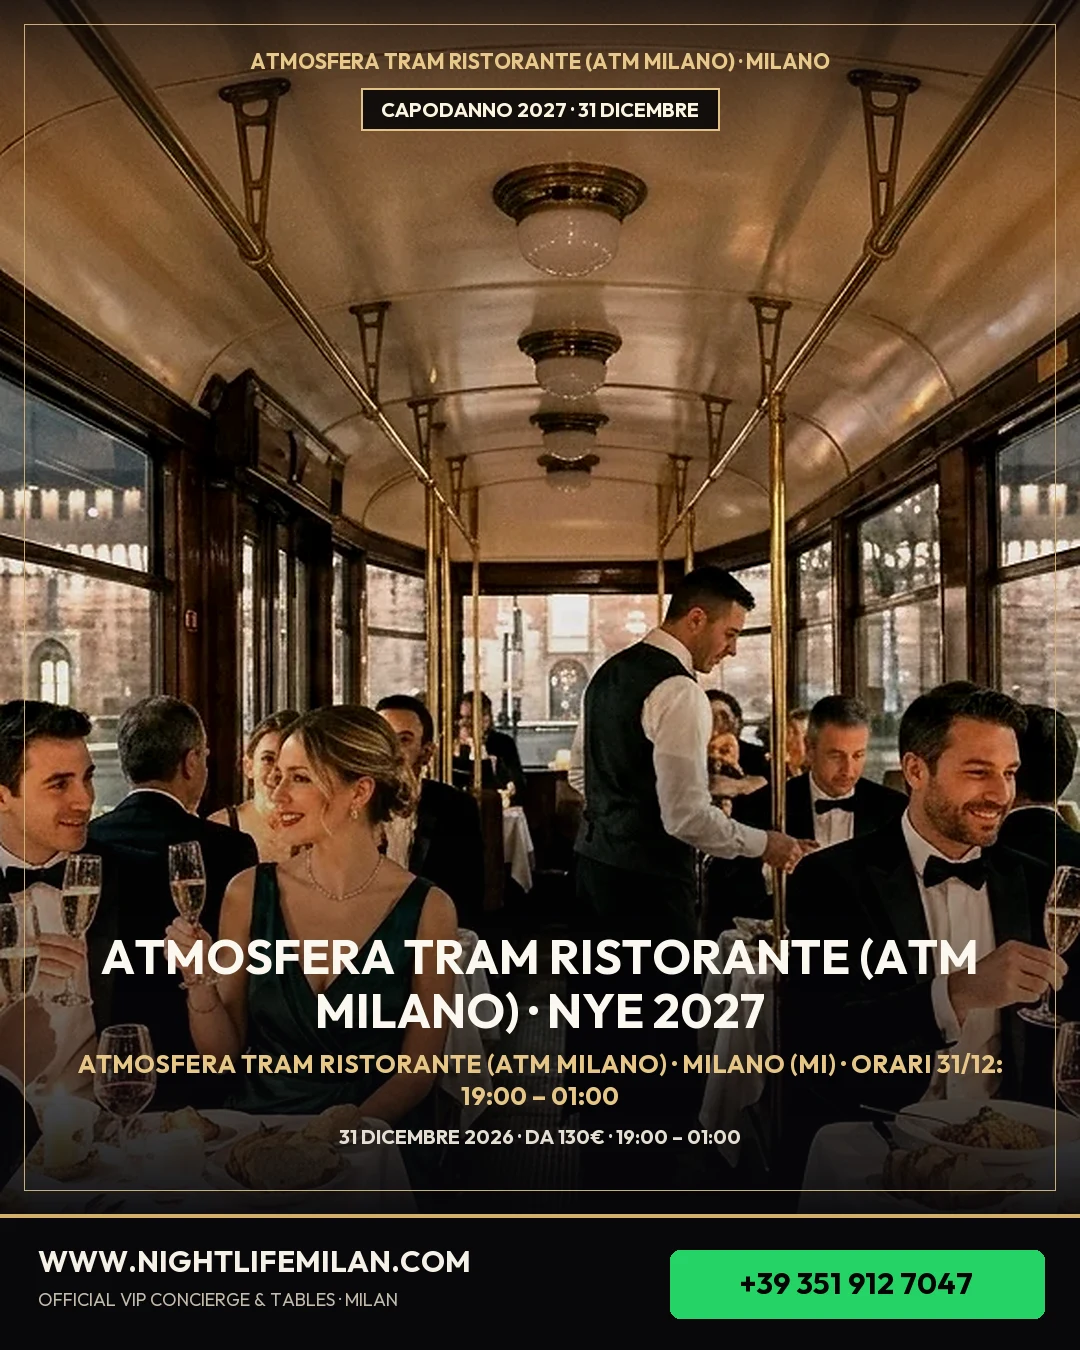 ATMOSFERA TRAM RISTORANTE (ATM MILANO) · MILANO
CAPODANNO 2027 · 31 DICEMBRE
ATMOSFERA TRAM RISTORANTE (ATM
MILANO) · NYE 2027
ATMOSFERA TRAM RISTORANTE (ATM MILANO) · MILANO (MI) · ORARI 31/12:
19:00 – 01:00
31 DICEMBRE 2026 · DA 130€ · 19:00 – 01:00
WWW.NIGHTLIFEMILAN.COM
OFFICIAL VIP CONCIERGE & TABLES · MILAN
+39 351 912 7047